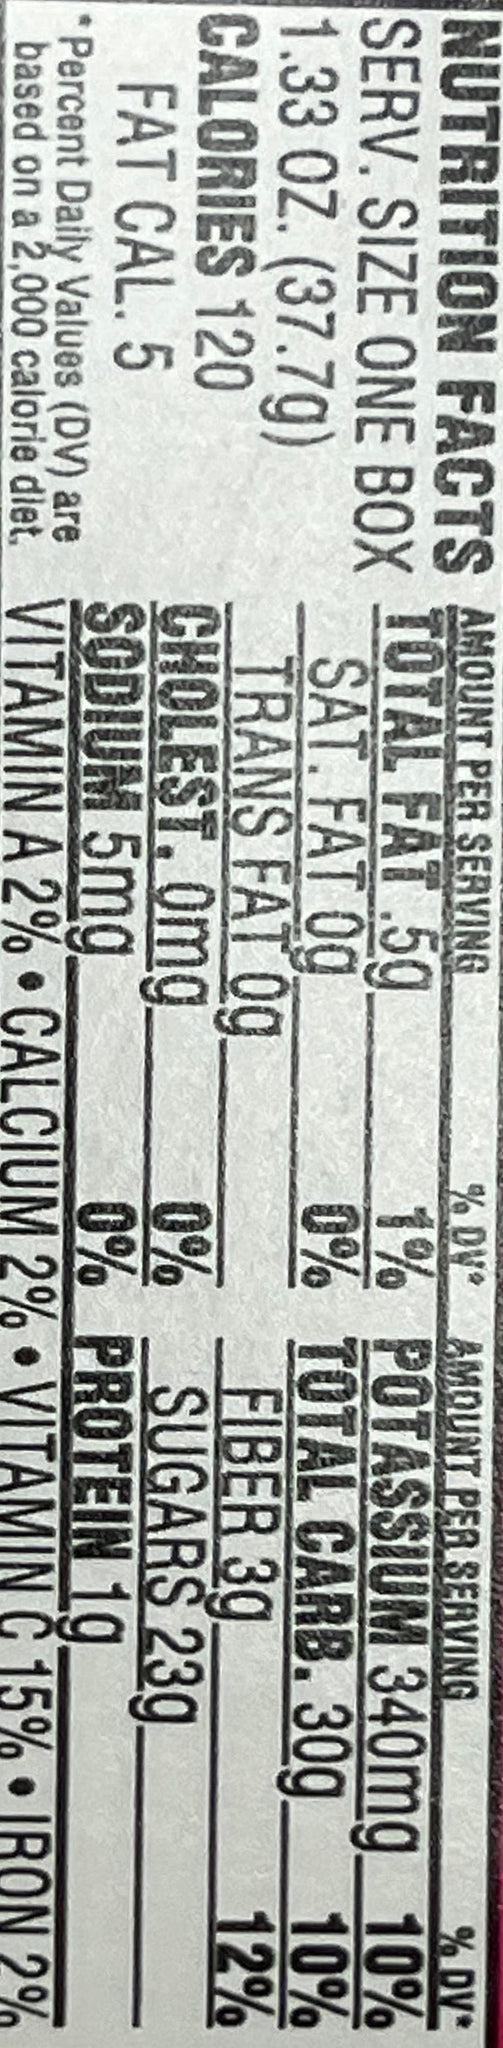 NUTRITION FACTS
SERV. SIZE ONE BOX
1.33 OZ. (37.7g)
CALORIES 120
FAT CAL. 5
*Percent Daily Values (DV) are
based on a 2,000 calorie diet.
AMOUNT PER SERVING % DV*
TOTAL FAT .5g 1%
SAT. FAT 0g 0%
TRANS FAT 0g
CHOLEST. 0mg 0%
SODIUM 5mg 0%
AMOUNT PER SERVING % DV*
POTASSIUM 340mg 10%
TOTAL CARB. 30g 10%
FIBER 3g 12%
SUGARS 23g
PROTEIN 1g
VITAMIN A 2% • CALCIUM 2% • VITAMIN C 15% • IRON 2%